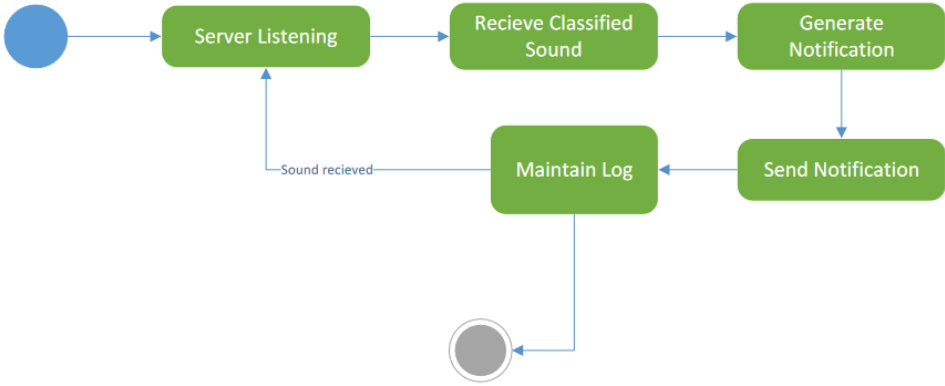 Server Listening
Recieve Classified
Sound
Generate
Notification
Sound recieved
Maintain Log
Send Notification